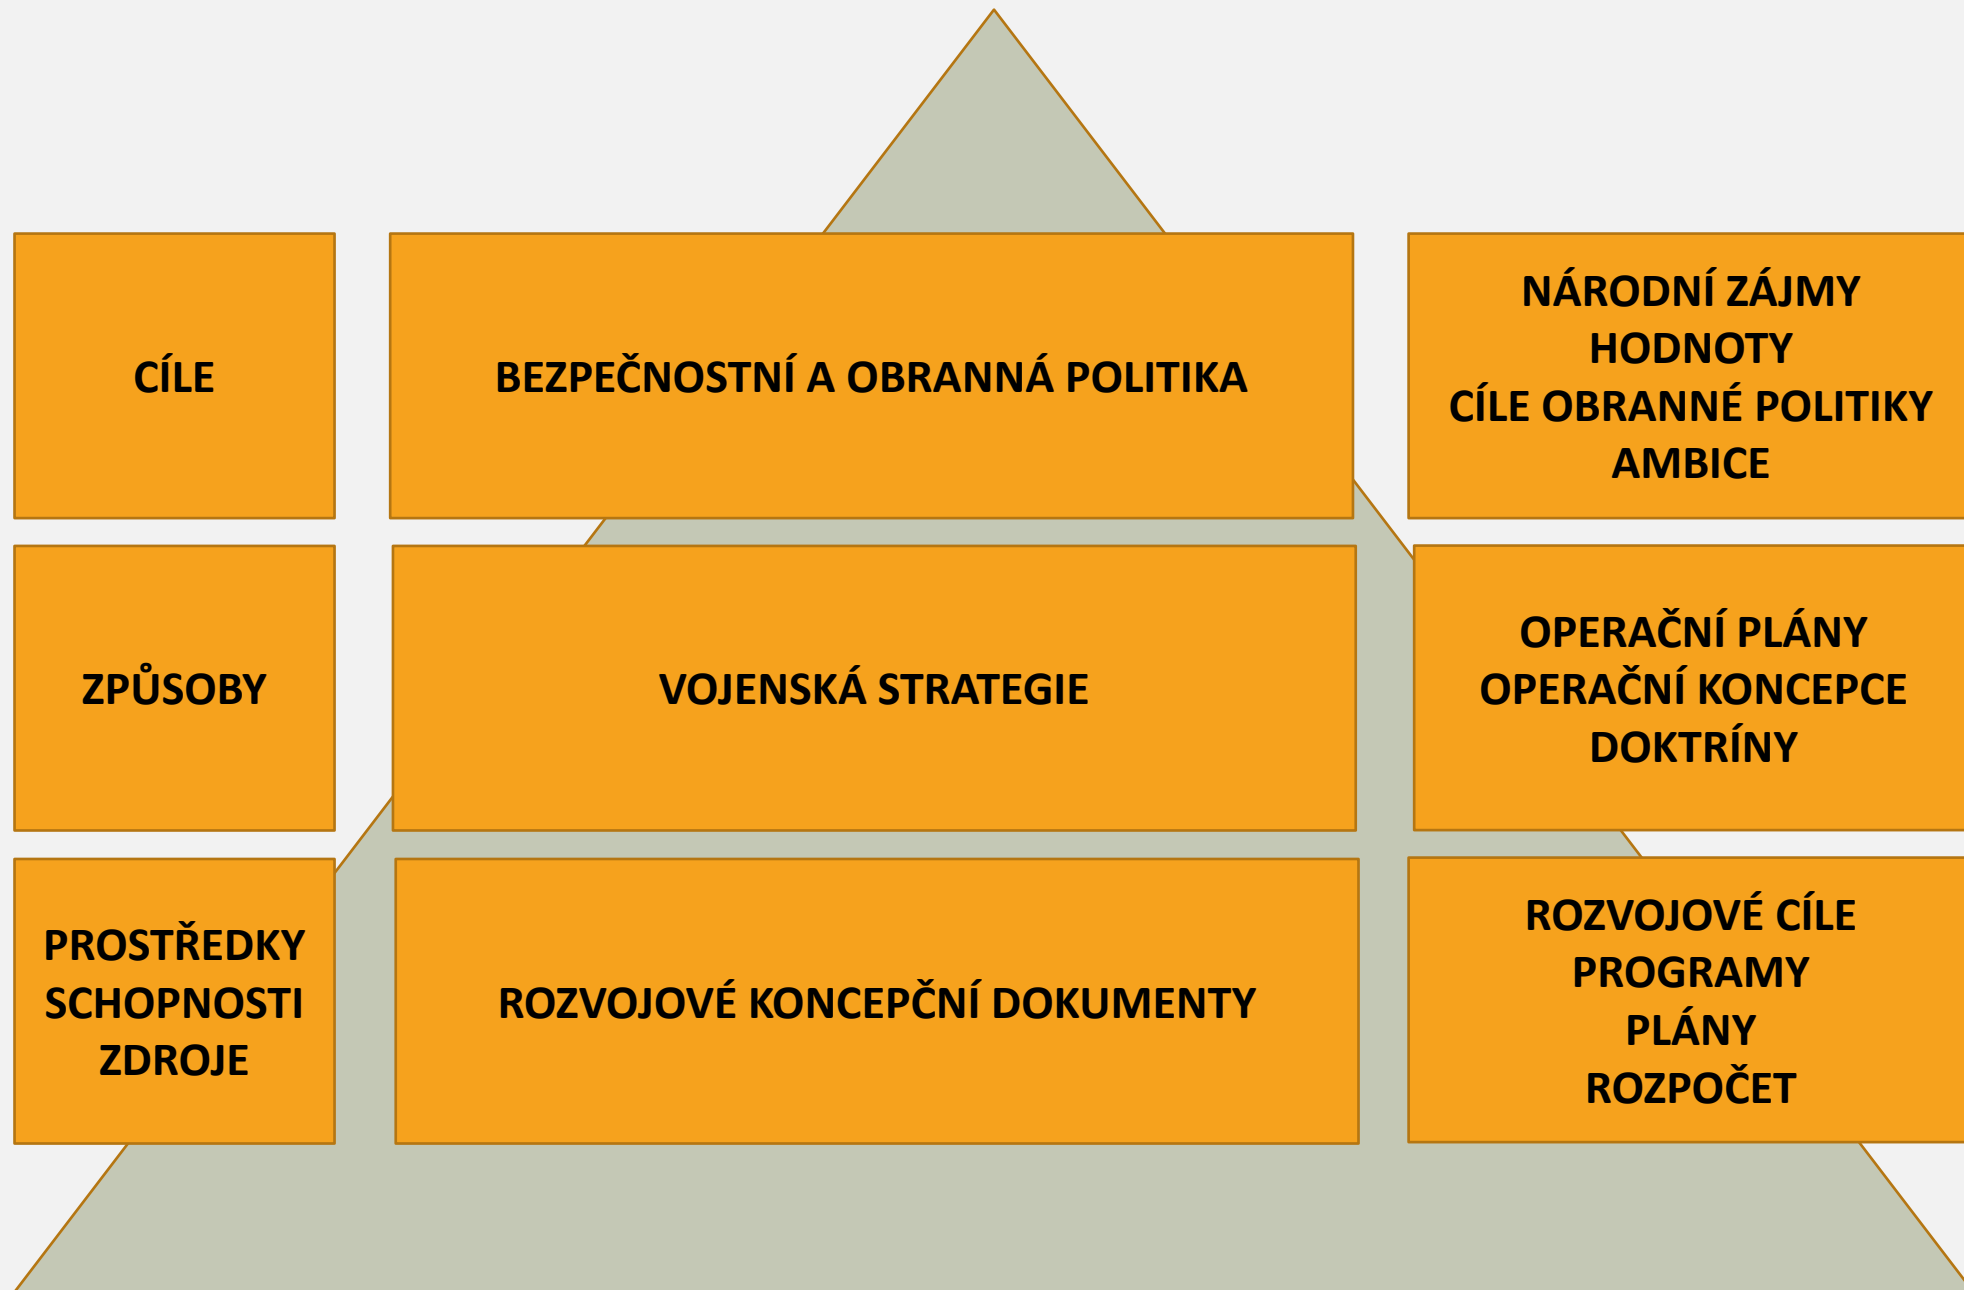 CÍLE
BEZPEČNOSTNÍ A OBRANNÁ POLITIKA
NÁRODNÍ ZÁJMY
HODNOTY
CÍLE OBRANNÉ POLITIKY
AMBICE
ZPŮSOBY
VOJENSKÁ STRATEGIE
OPERAČNÍ PLÁNY
OPERAČNÍ KONCEPCE
DOKTRÍNY
PROSTŘEDKY
SCHOPNOSTI
ZDROJE
ROZVOJOVÉ KONCEPČNÍ DOKUMENTY
ROZVOJOVÉ CÍLE
PROGRAMY
PLÁNY
ROZPOČET